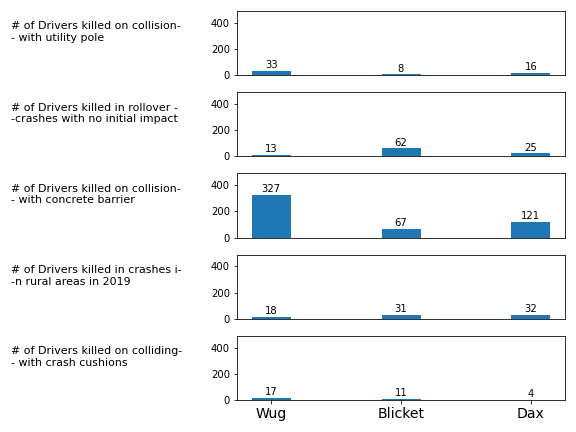 # of Drivers killed on collision-
- with utility pole
400
200
0
33
8
16
# of Drivers killed in rollover -
-crashes with no initial impact
400
200
0
13
62
25
# of Drivers killed on collision-
- with concrete barrier
400
200
0
327
67
121
# of Drivers killed in crashes i-
-n rural areas in 2019
400
200
0
18
31
32
# of Drivers killed on colliding-
- with crash cushions
400
200
0
17
11
4
Wug Blicket Dax